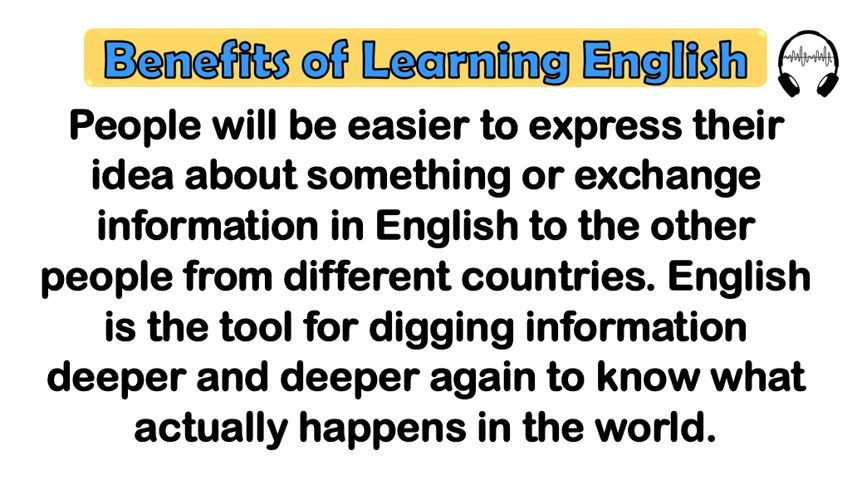 Benefits of Learning English
People will be easier to express their
idea about something or exchange
information in English to the other
people from different countries. English
is the tool for digging information
deeper and deeper again to know what
actually happens in the world.